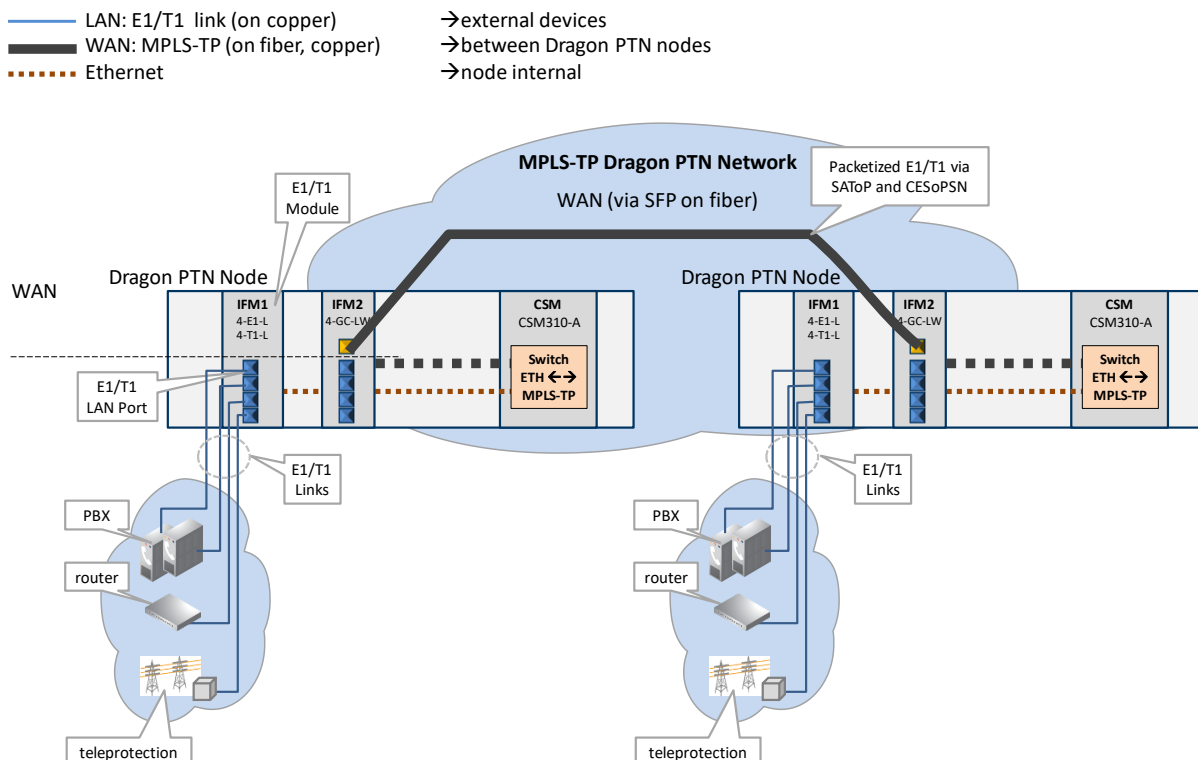 LAN: E1/T1 link (on copper) →external devices
WAN: MPLS-TP (on fiber, copper) →between Dragon PTN nodes
Ethernet →node internal
MPLS-TP Dragon PTN Network
WAN (via SFP on fiber)
Packetized E1/T1 via
SAToP and CESoPSN
E1/T1
Module
WAN
Dragon PTN Node
IFM1
4-E1-L
4-T1-L
IFM2
4-GC-LW
CSM
CSM310-A
Switch
ETH ←→
MPLS-TP
E1/T1
LAN Port
E1/T1
Links
PBX
router
teleprotection
Dragon PTN Node
IFM1
4-E1-L
4-T1-L
IFM2
4-GC-LW
CSM
CSM310-A
Switch
ETH ←→
MPLS-TP
E1/T1
Links
PBX
router
teleprotection